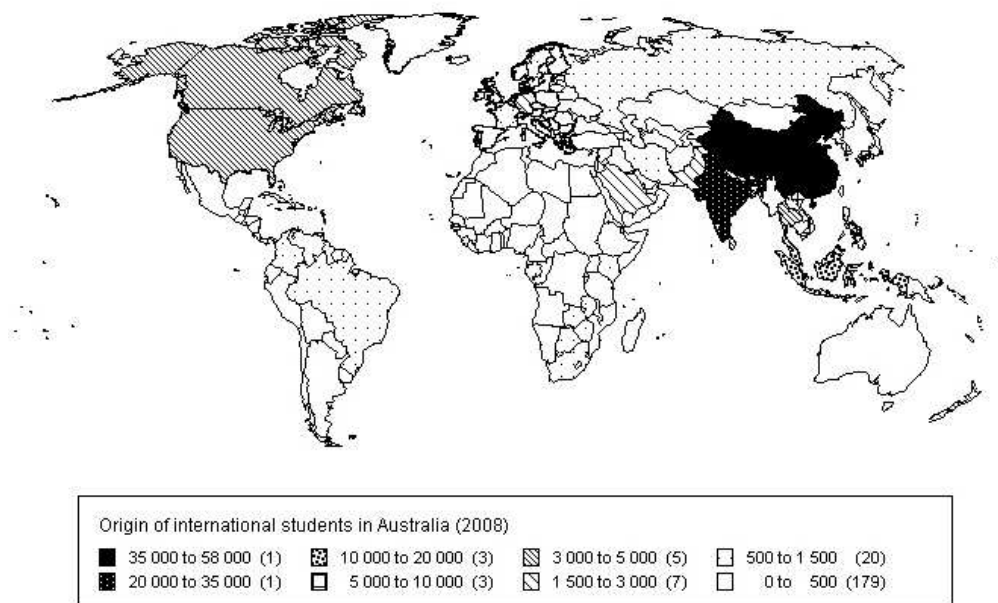 Origin of international students in Australia (2008)
35 000 to 58 000 (1) 10 000 to 20 000 (3) 3 000 to 5 000 (5) 500 to 1 500 (20)
20 000 to 35 000 (1) 5 000 to 10 000 (3) 1 500 to 3 000 (7) 0 to 500 (179)